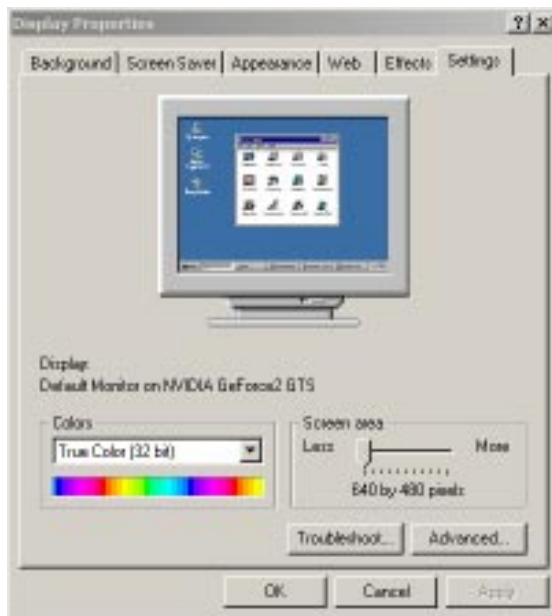 Display Properties
Background Screen Saver Appearance Web Effects Settings
Display:
Default Monitor on NVIDIA GeForce2 GTS
Colors
True Color (32 bit)
Screen area
Less More
640 by 480 pixels
Troubleshoot... Advanced...
OK Cancel Apply